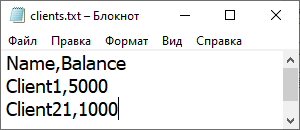 clients.txt – Блокнот
Файл Правка Формат Вид Справка
Name,Balance
Client1,5000
Client21,1000